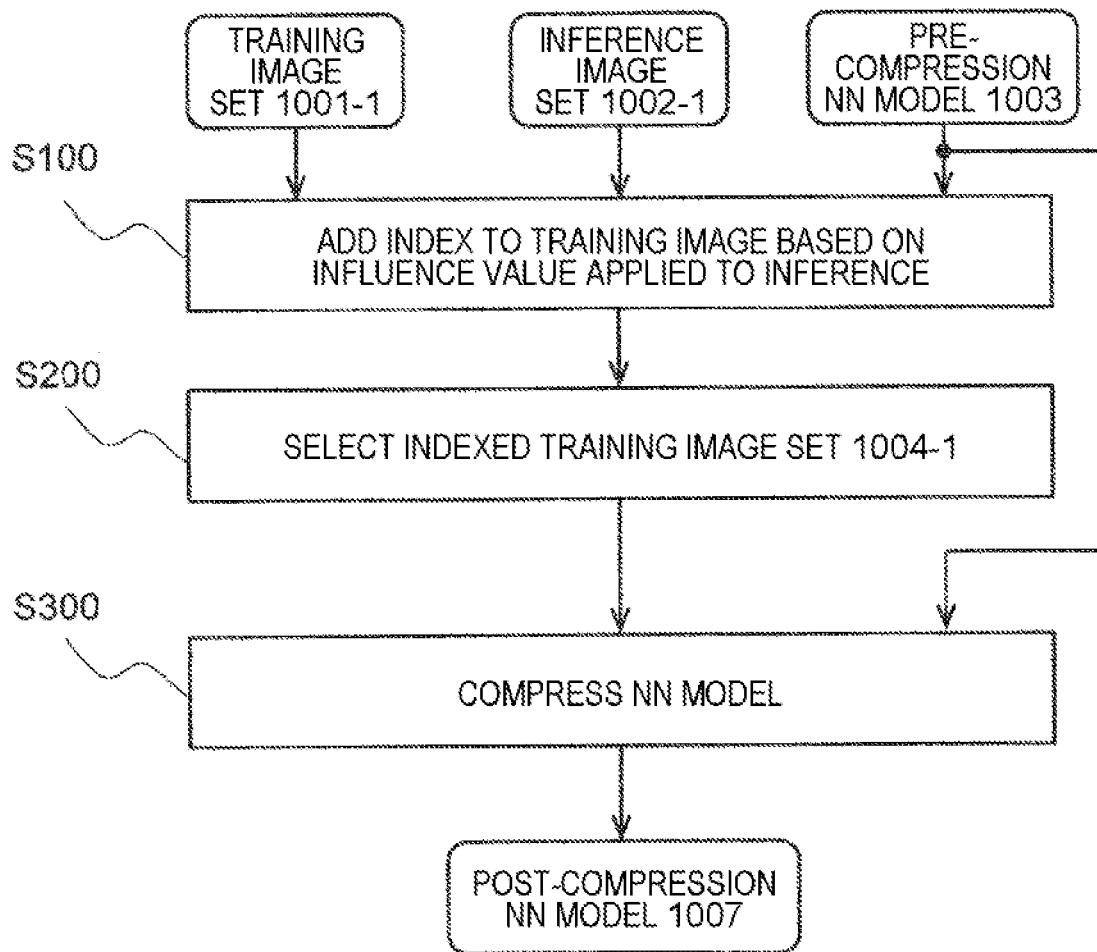 TRAINING
IMAGE
SET 1001-1
INFERENCE
IMAGE
SET 1002-1
PRE-
COMPRESSION
NN MODEL 1003
S100
ADD INDEX TO TRAINING IMAGE BASED ON
INFLUENCE VALUE APPLIED TO INFERENCE
S200
SELECT INDEXED TRAINING IMAGE SET 1004-1
S300
COMPRESS NN MODEL
POST-COMPRESSION
NN MODEL 1007